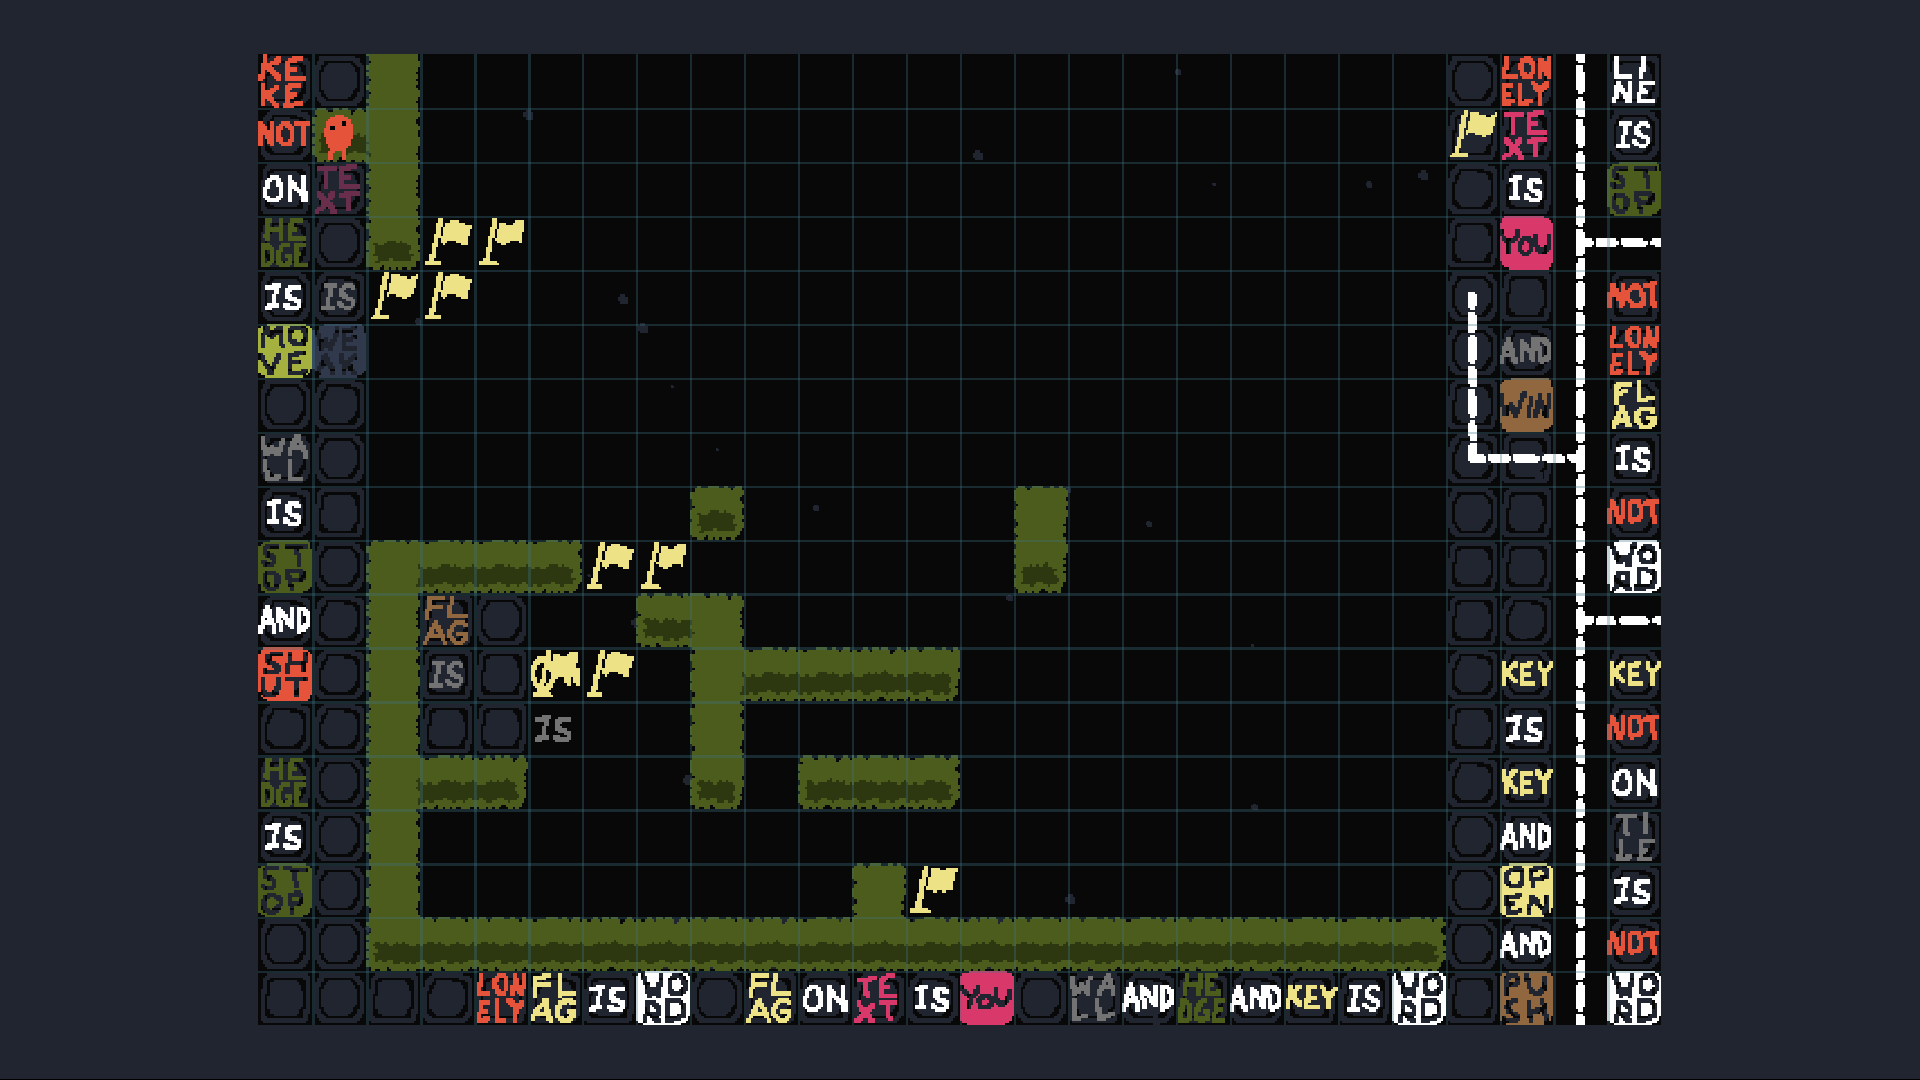 KEKE LONELY LINE
NOT TEXT IS
ON TEXT IS STOP
HEDGE YOU
IS IS NOT
MOVE WEAK AND LONELY
WIN FLAG
WALL IS
IS NOT
STOP WORD
AND FLAG
SHUT IS KEY KEY
IS IS NOT
HEDGE KEY ON
IS AND TILE
STOP OPEN IS
AND NOT
LONELY FLAG IS WORD FLAG ON TEXT IS YOU WALL AND HEDGE AND KEY IS WORD PUSH WORD